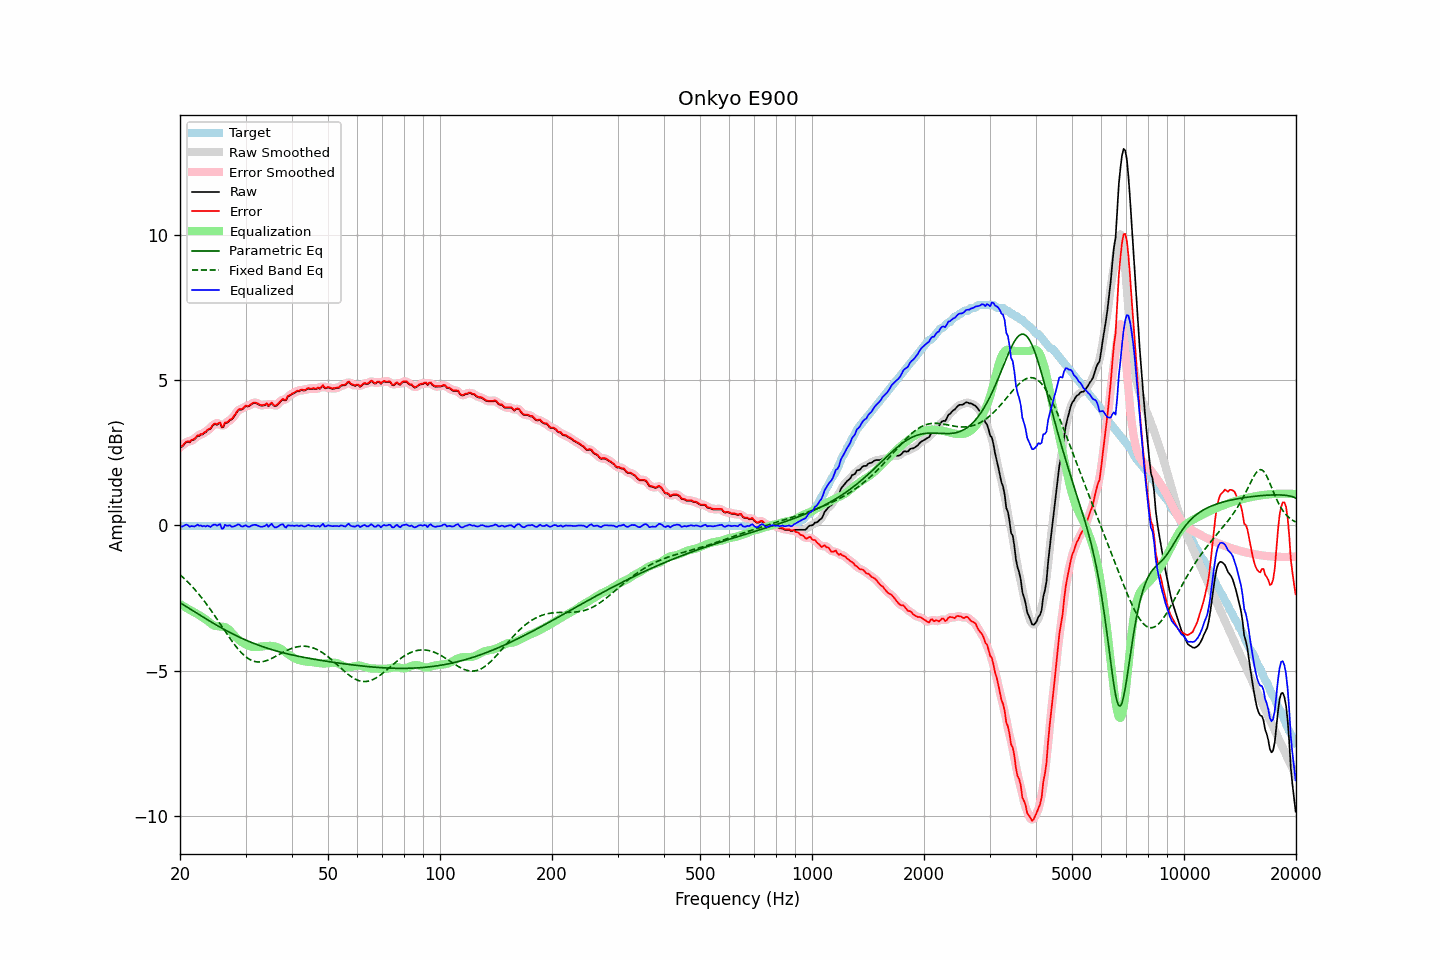 Onkyo E900
Target
Raw Smoothed
Error Smoothed
Raw
Error
Equalization
Parametric Eq
Fixed Band Eq
Equalized
10
5
0
−5
−10
Amplitude (dBr)
20
50
100
200
500
1000
2000
5000
10000
20000
Frequency (Hz)